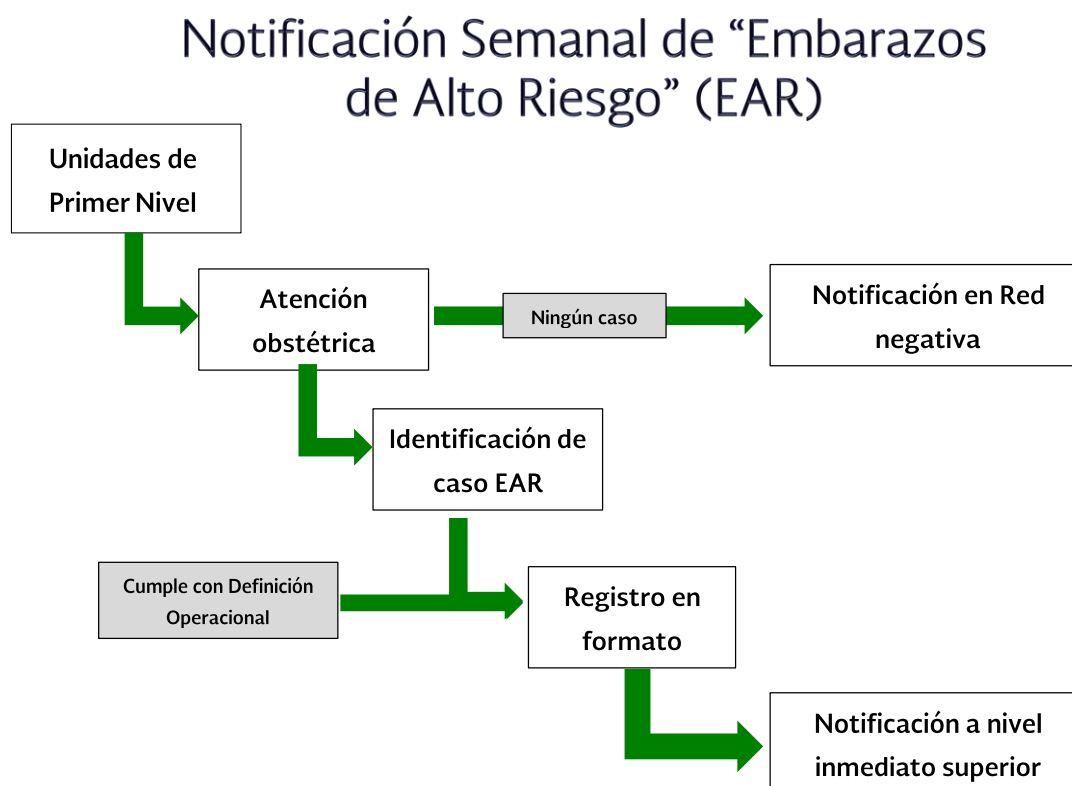 Notificación Semanal de “Embarazos
de Alto Riesgo” (EAR)
Unidades de
Primer Nivel
Atención
obstétrica
Ningún caso
Notificación en Red
negativa
Identificación de
caso EAR
Cumple con Definición
Operacional
Registro en
formato
Notificación a nivel
inmediato superior